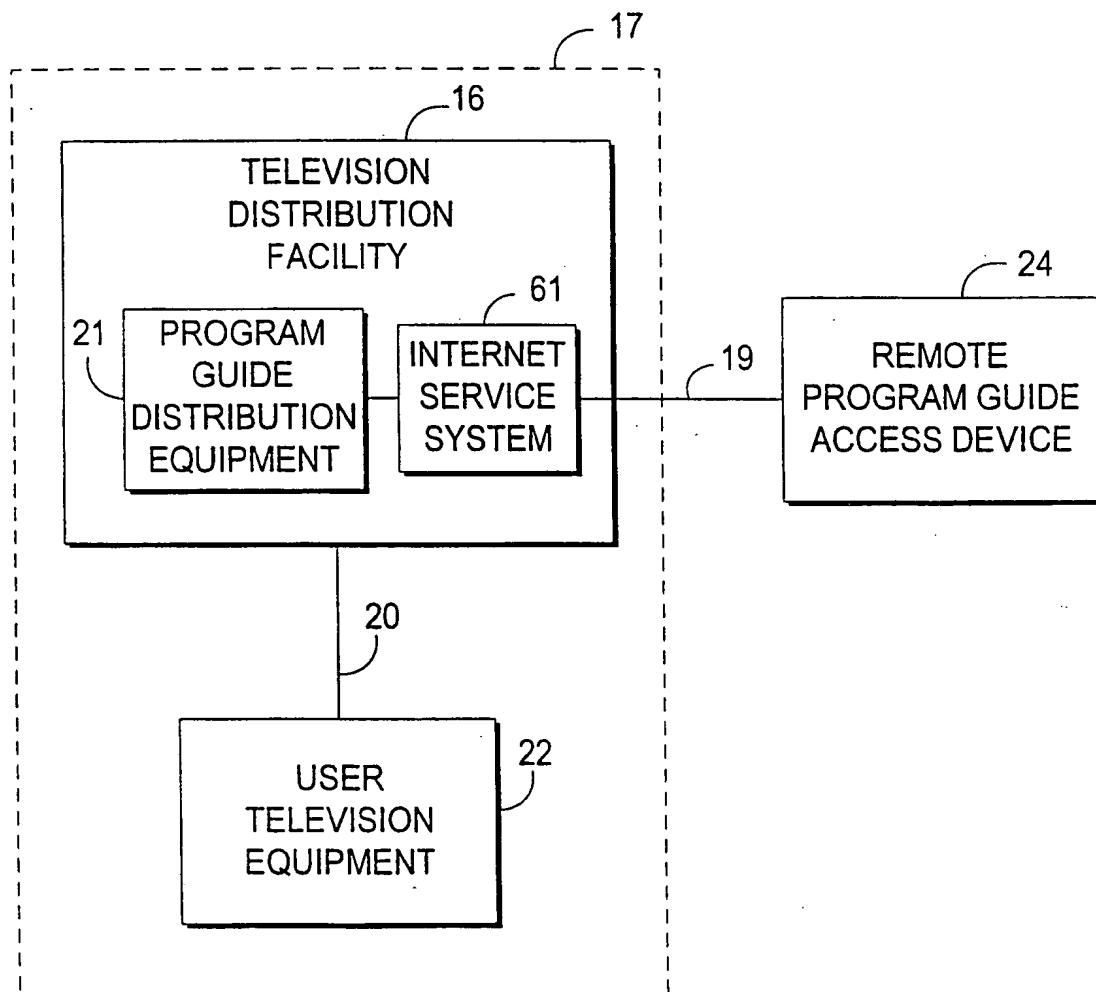 17
16
TELEVISION
DISTRIBUTION
FACILITY
24
61
21
PROGRAM
GUIDE
DISTRIBUTION
EQUIPMENT
INTERNET
SERVICE
SYSTEM
19
REMOTE
PROGRAM GUIDE
ACCESS DEVICE
20
22
USER
TELEVISION
EQUIPMENT